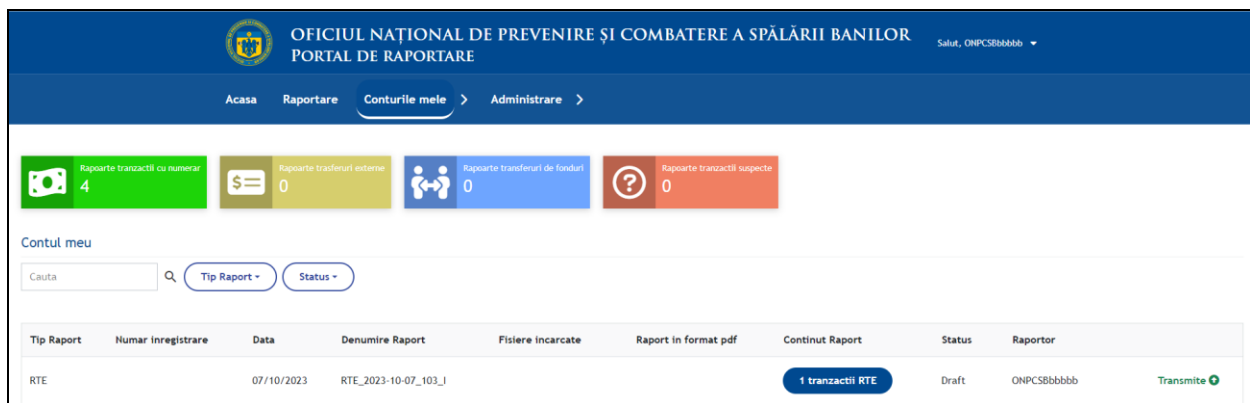 OFICIUL NAȚIONAL DE PREVENIRE ȘI COMBATERE A SPĂLĂRII BANILOR
PORTAL DE RAPORTARE
Salut, ONPCSBbbbbb
Acasa Raportare Conturile mele > Administrare >
Rapoarte tranzactii cu numerar
4
Rapoarte trasferuri externe
0
Rapoarte transferuri de fonduri
0
Rapoarte tranzactii suspecte
0
Contul meu
Cauta Tip Raport Status
Tip Raport Numar inregistrare Data Denumire Raport Fisiere incarcate Raport in format pdf Continut Raport Status Raportor
RTE 07/10/2023 RTE_2023-10-07_103_I 1 tranzactii RTE Draft ONPCSBbbbbb Transmite